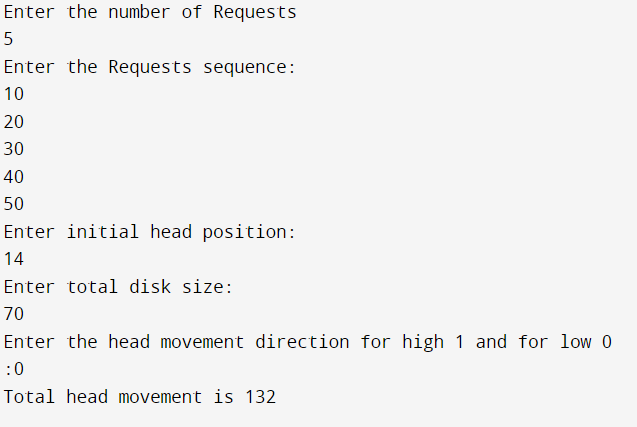 Enter the number of Requests
5
Enter the Requests sequence:
10
20
30
40
50
Enter initial head position:
14
Enter total disk size:
70
Enter the head movement direction for high 1 and for low 0
:0
Total head movement is 132